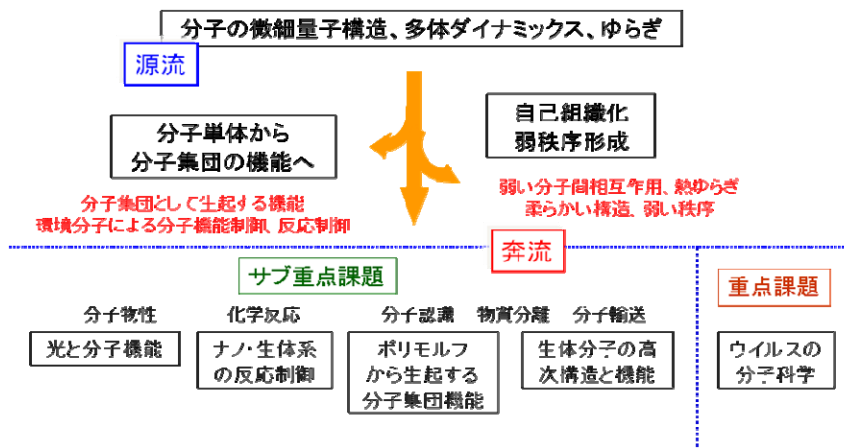 分子の微細量子構造、多体ダイナミックス、ゆらぎ
源流
分子単体から
分子集団の機能へ
自己組織化
弱秩序形成
分子集団として生起する機能
環境分子による分子機能制御、反応制御
弱い分子間相互作用、熱ゆらぎ
柔らかい構造、弱い秩序
奔流
サブ重点課題
重点課題
分子物性
化学反応
分子認識
物質分離
分子輸送
光と分子機能
ナノ・生体系
の反応制御
ポリモルフ
から生起する
分子集団機能
生体分子の高
次構造と機能
ウイルスの
分子科学